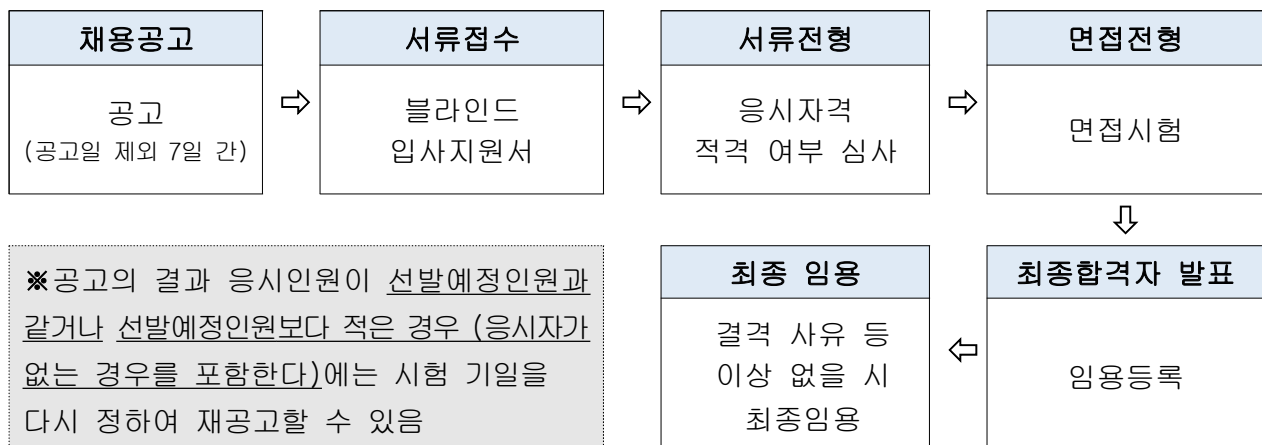 채용공고
공고
(공고일 제외 7일 간)
⇨
서류접수
블라인드
입사지원서
⇨
서류전형
응시자격
적격 여부 심사
⇨
면접전형
면접시험
⇩
최종합격자 발표
임용등록
⇦
최종 임용
결격 사유 등
이상 없을 시
최종임용
※공고의 결과 응시인원이 선발예정인원과
같거나 선발예정인원보다 적은 경우 (응시자가
없는 경우를 포함한다)에는 시험 기일을
다시 정하여 재공고할 수 있음